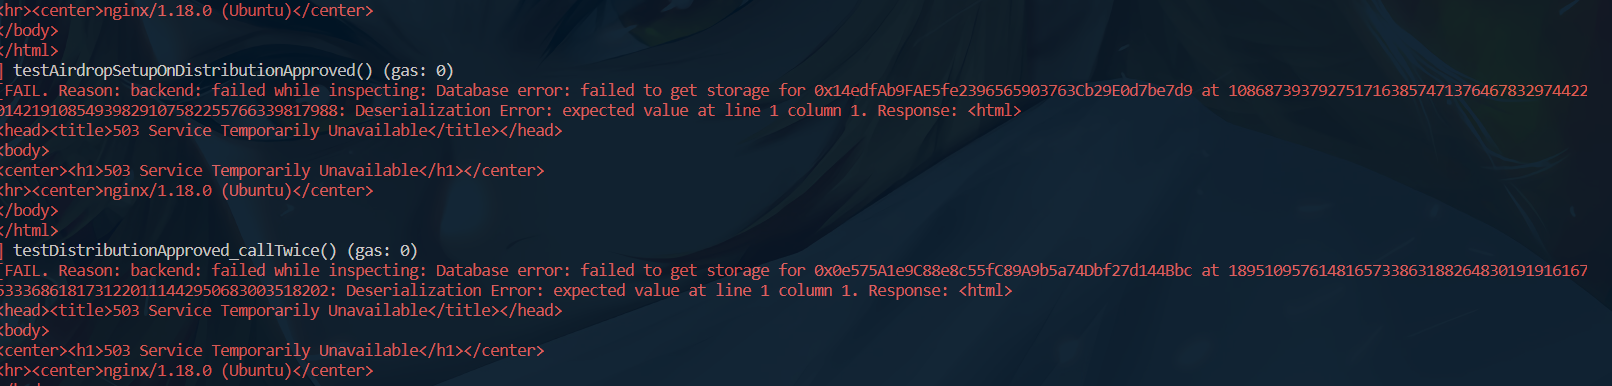 <hr><center>nginx/1.18.0 (Ubuntu)</center>
</body>
</html>
] testAirdropSetupOnDistributionApproved() (gas: 0)
[FAIL. Reason: backend: failed while inspecting: Database error: failed to get storage for 0x14edfAb9FAE5fe2396565903763Cb29E0d7be7d9 at 108687393792751716385747137646783297442 2
0142191085493982910758225576633981 7988: Deserialization Error: expected value at line 1 column 1. Response: <html>
<head><title>503 Service Temporarily Unavailable</title></head>
<body>
<center><h1>503 Service Temporarily Unavailable</h1></center>
<hr><center>nginx/1.18.0 (Ubuntu)</center>
</body>
</html>
] testDistributionApproved_callTwice() (gas: 0)
[FAIL. Reason: backend: failed while inspecting: Database error: failed to get storage for 0x0e575A1e9C88e8c55fC89A9b5a74Dbf27d144Bbc at 1895109576148165733863188264830191916167
53336861817312201114429506830035182 02: Deserialization Error: expected value at line 1 column 1. Response: <html>
<head><title>503 Service Temporarily Unavailable</title></head>
<body>
<center><h1>503 Service Temporarily Unavailable</h1></center>
<hr><center>nginx/1.18.0 (Ubuntu)</center>